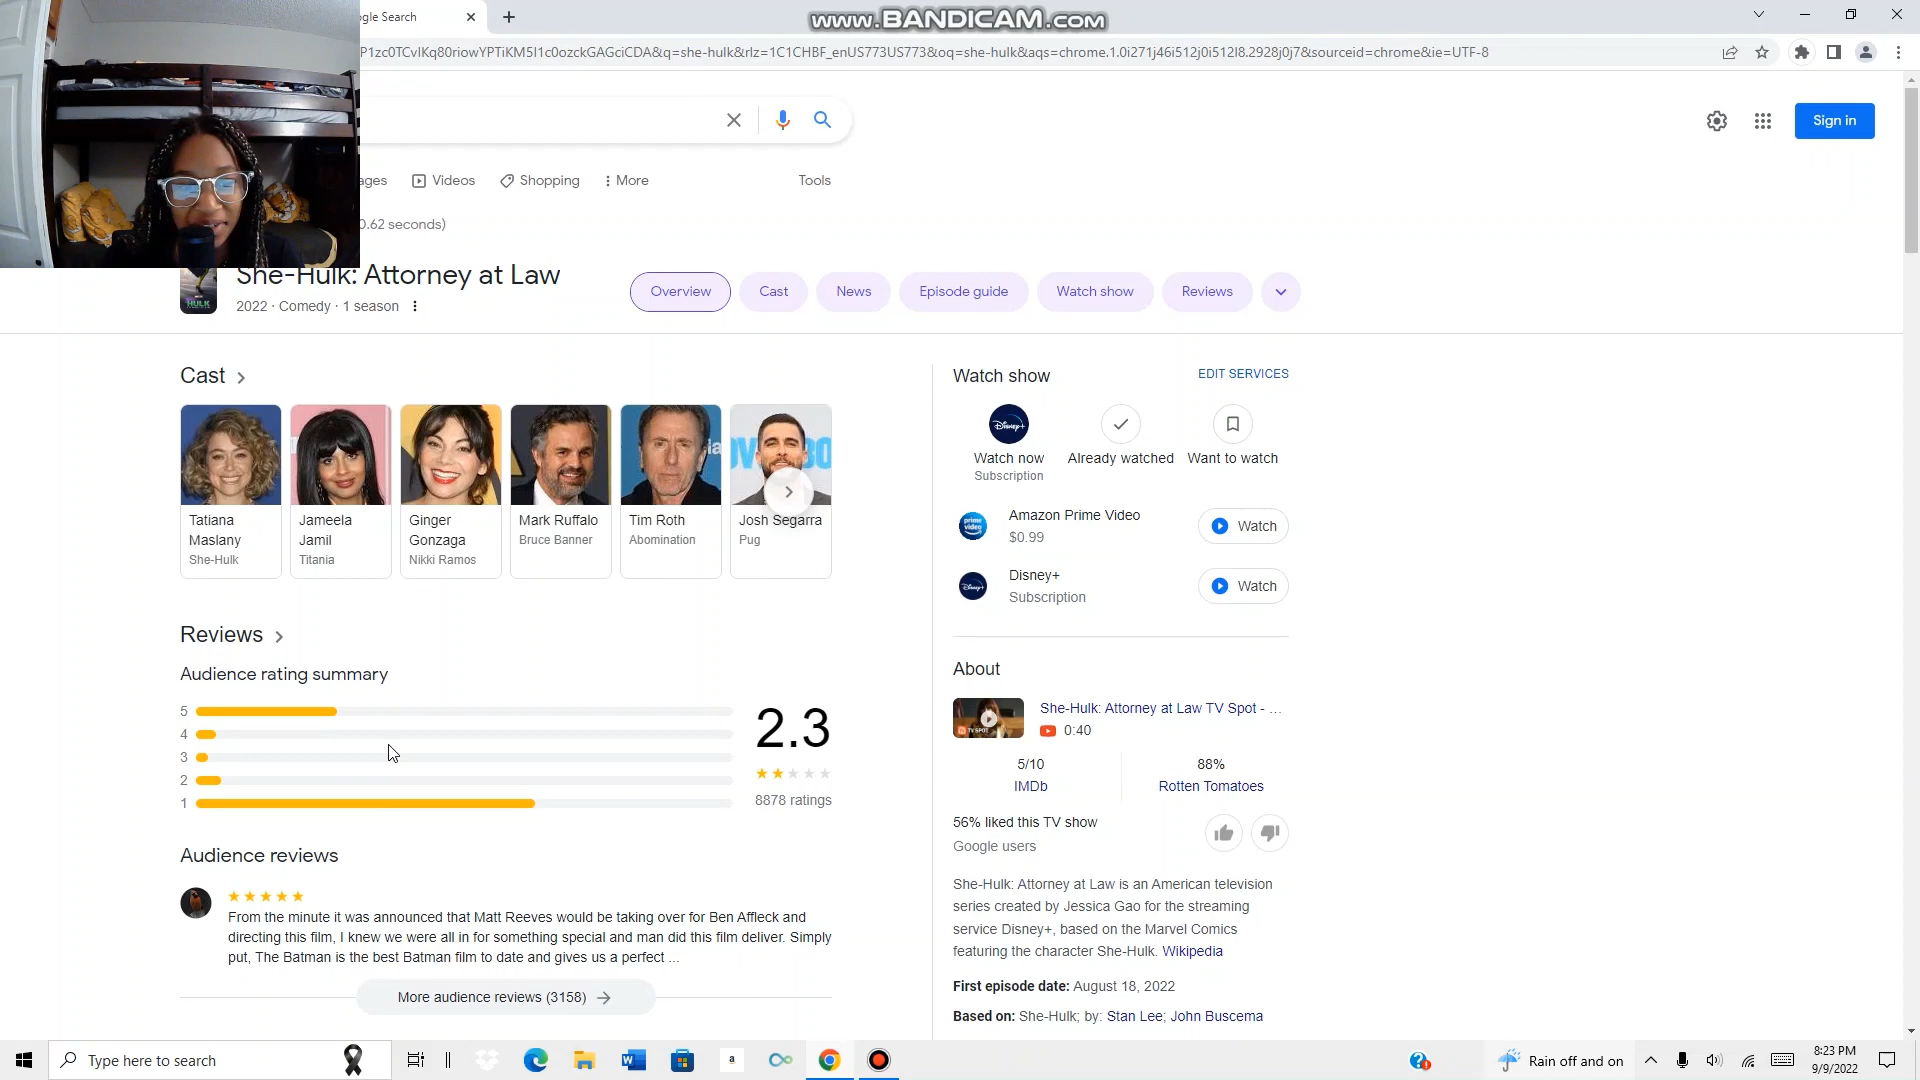 gle Search
www.BANDICAM.com
P1zc0TCvIKq80riowYPTiKM5I1c0ozckGAGciCDA&q=she-hulk&rlz=1C1CHBF_enUS773US773&oq=she-hulk&aqs=chrome.1.0i271j46i512j0i512l8.2928j0j7&sourceid=chrome&ie=UTF-8
Sign in
ages
Videos
Shopping
More
Tools
0.62 seconds)
She-Hulk: Attorney at Law
2022 · Comedy · 1 season
HULK
Overview
Cast
News
Episode guide
Watch show
Reviews
Cast
Tatiana
Maslany
She-Hulk
Jameela
Jamil
Titania
Ginger
Gonzaga
Nikki Ramos
Mark Ruffalo
Bruce Banner
Tim Roth
Abomination
Josh Segarra
Pug
Reviews
Audience rating summary
5
4
3
2
1
2.3
8878 ratings
Audience reviews
From the minute it was announced that Matt Reeves would be taking over for Ben Affleck and
directing this film, I knew we were all in for something special and man did this film deliver. Simply
put, The Batman is the best Batman film to date and gives us a perfect ...
More audience reviews (3158)
Watch show
EDIT SERVICES
Disney+
Watch now
Subscription
Already watched
Want to watch
prime video
Amazon Prime Video
$0.99
Watch
Disney+
Disney+
Subscription
Watch
About
TV SPOT
She-Hulk: Attorney at Law TV Spot - ...
0:40
5/10
IMDb
88%
Rotten Tomatoes
56% liked this TV show
Google users
She-Hulk: Attorney at Law is an American television
series created by Jessica Gao for the streaming
service Disney+, based on the Marvel Comics
featuring the character She-Hulk. Wikipedia
First episode date: August 18, 2022
Based on: She-Hulk; by: Stan Lee; John Buscema
Type here to search
W
a
Rain off and on
8:23 PM
9/9/2022